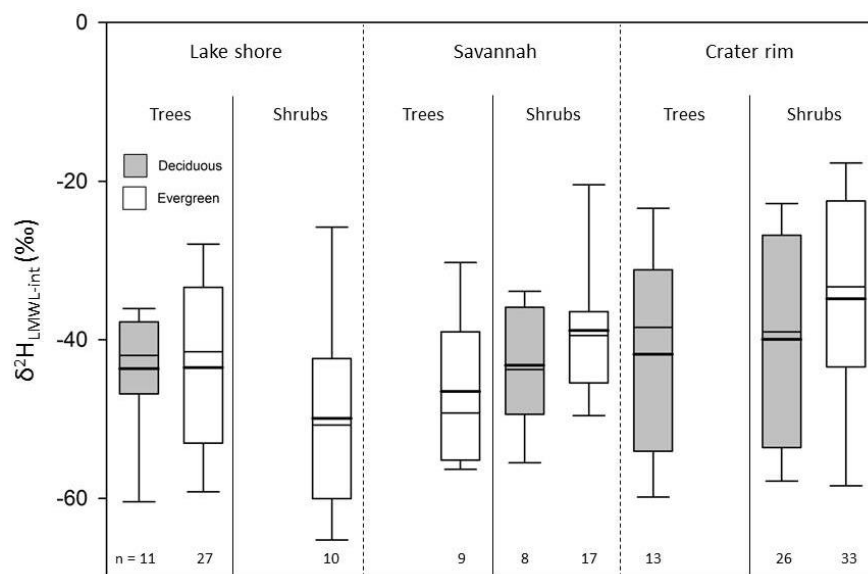 -0
Lake shore Savannah Crater rim
Trees Shrubs Trees Shrubs Trees Shrubs
Deciduous
Evergreen
-20
δ²H LMWL-int (‰)
-40
-60
n = 11 27 10 9 8 17 13 26 33